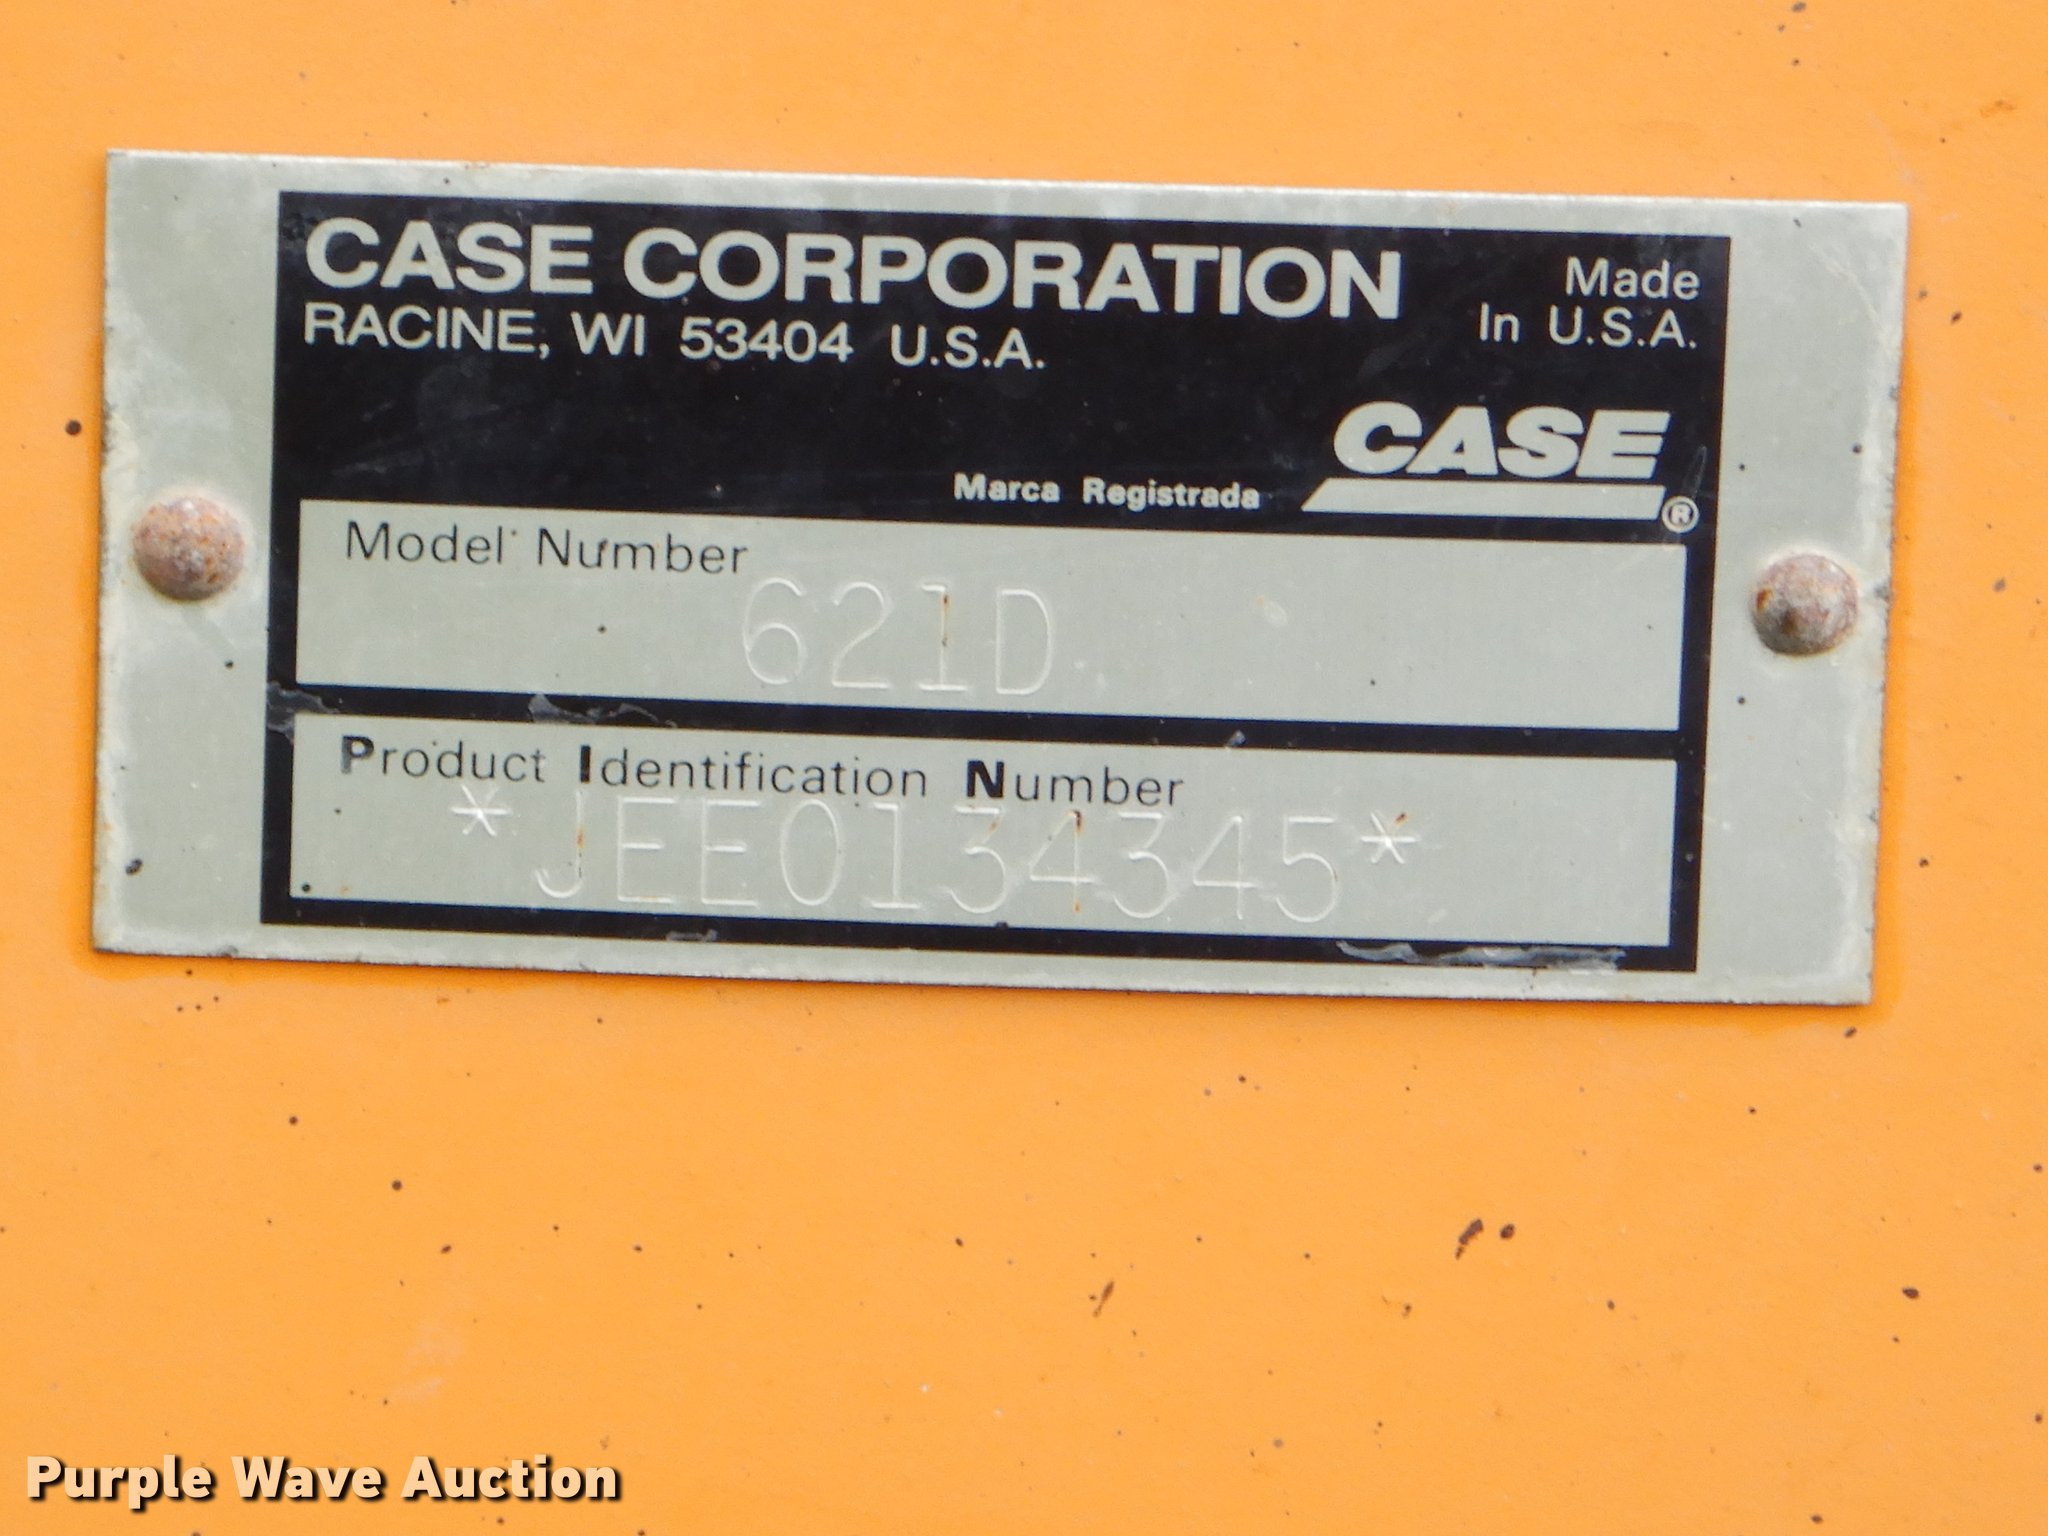 CASE CORPORATION
RACINE, WI 53404 U.S.A.
Made
In U.S.A.
CASE
Marca Registrada
®
Model Number
621D
Product Identification Number
*JEE0134345*
Purple Wave Auction